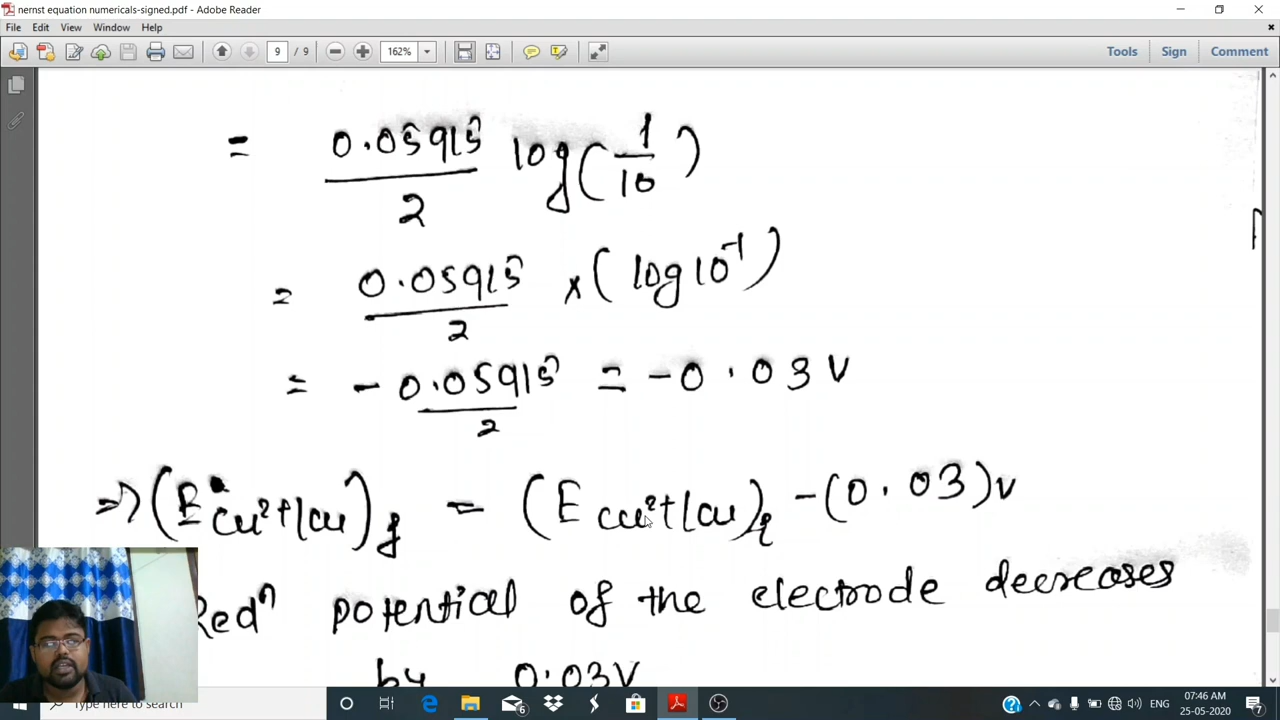 nernst equation numericals-signed.pdf - Adobe Reader
File Edit View Window Help
9 / 9 162% Tools Sign Comment
= 0.05915/2 log(1/10)
= 0.05915/2 × (log10⁻¹)
= - 0.05915/2 = -0.03 V
⇒ (E Cu²⁺|Cu)f = (E Cu²⁺|Cu)i - (0.03)V
Redⁿ potential of the electrode decreases
by 0.03V
here to search
6
ENG
07:46 AM
25-05-2020
7